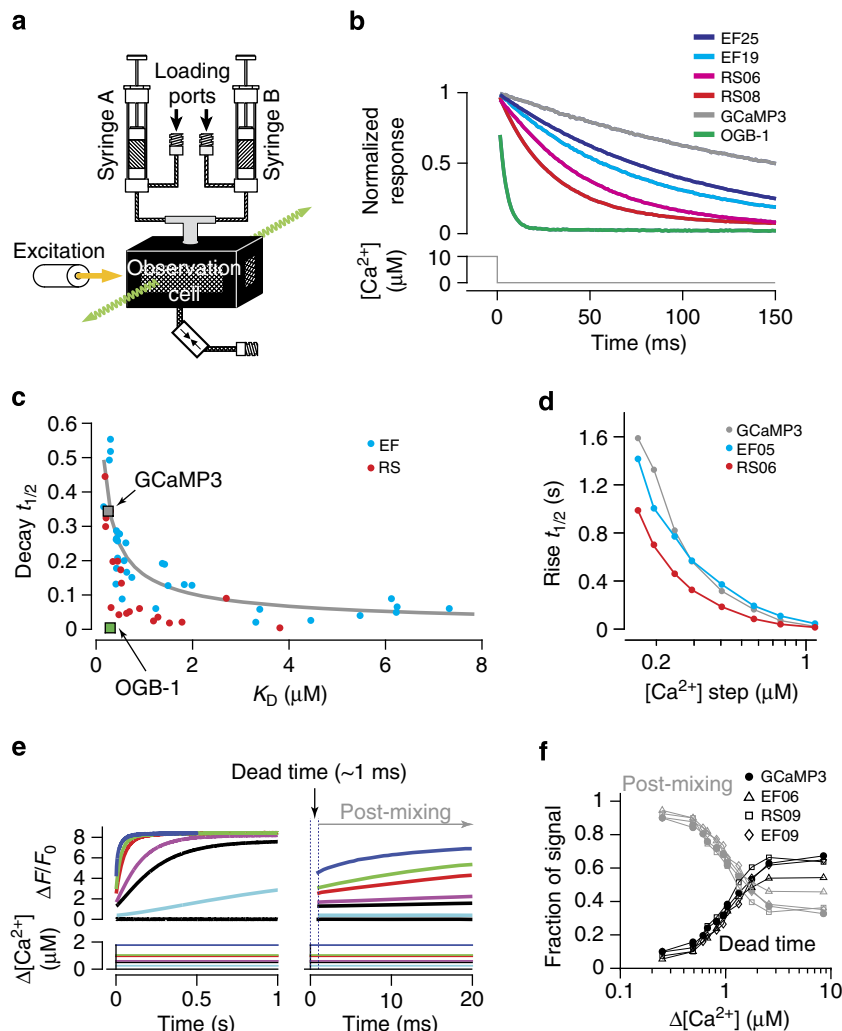 a
Syringe A
Loading
ports
Syringe B
Excitation
Observation
cell
b
EF25
EF19
RS06
RS08
GCaMP3
OGB-1
Normalized
response
1
0.5
0
[Ca²⁺]
(μM)
10
0
0 50 100 150
Time (ms)
c
Decay t1/2
0.6
0.5
0.4
0.3
0.2
0.1
0
EF
RS
GCaMP3
OGB-1
0 2 4 6 8
KD (μM)
d
GCaMP3
EF05
RS06
Rise t1/2 (s)
1.6
1.2
0.8
0.4
0
0.2 1
[Ca²⁺] step (μM)
e
Dead time (~1 ms)
Post-mixing
ΔF/F0
8
6
4
2
0
Δ[Ca²⁺]
(μM)
2
0
0 0.5 1
Time (s)
0 10 20
Time (ms)
f
Post-mixing
GCaMP3
EF06
RS09
EF09
Fraction of signal
1
0.8
0.6
0.4
0.2
0
Dead time
0.1 1 10
Δ[Ca²⁺] (μM)